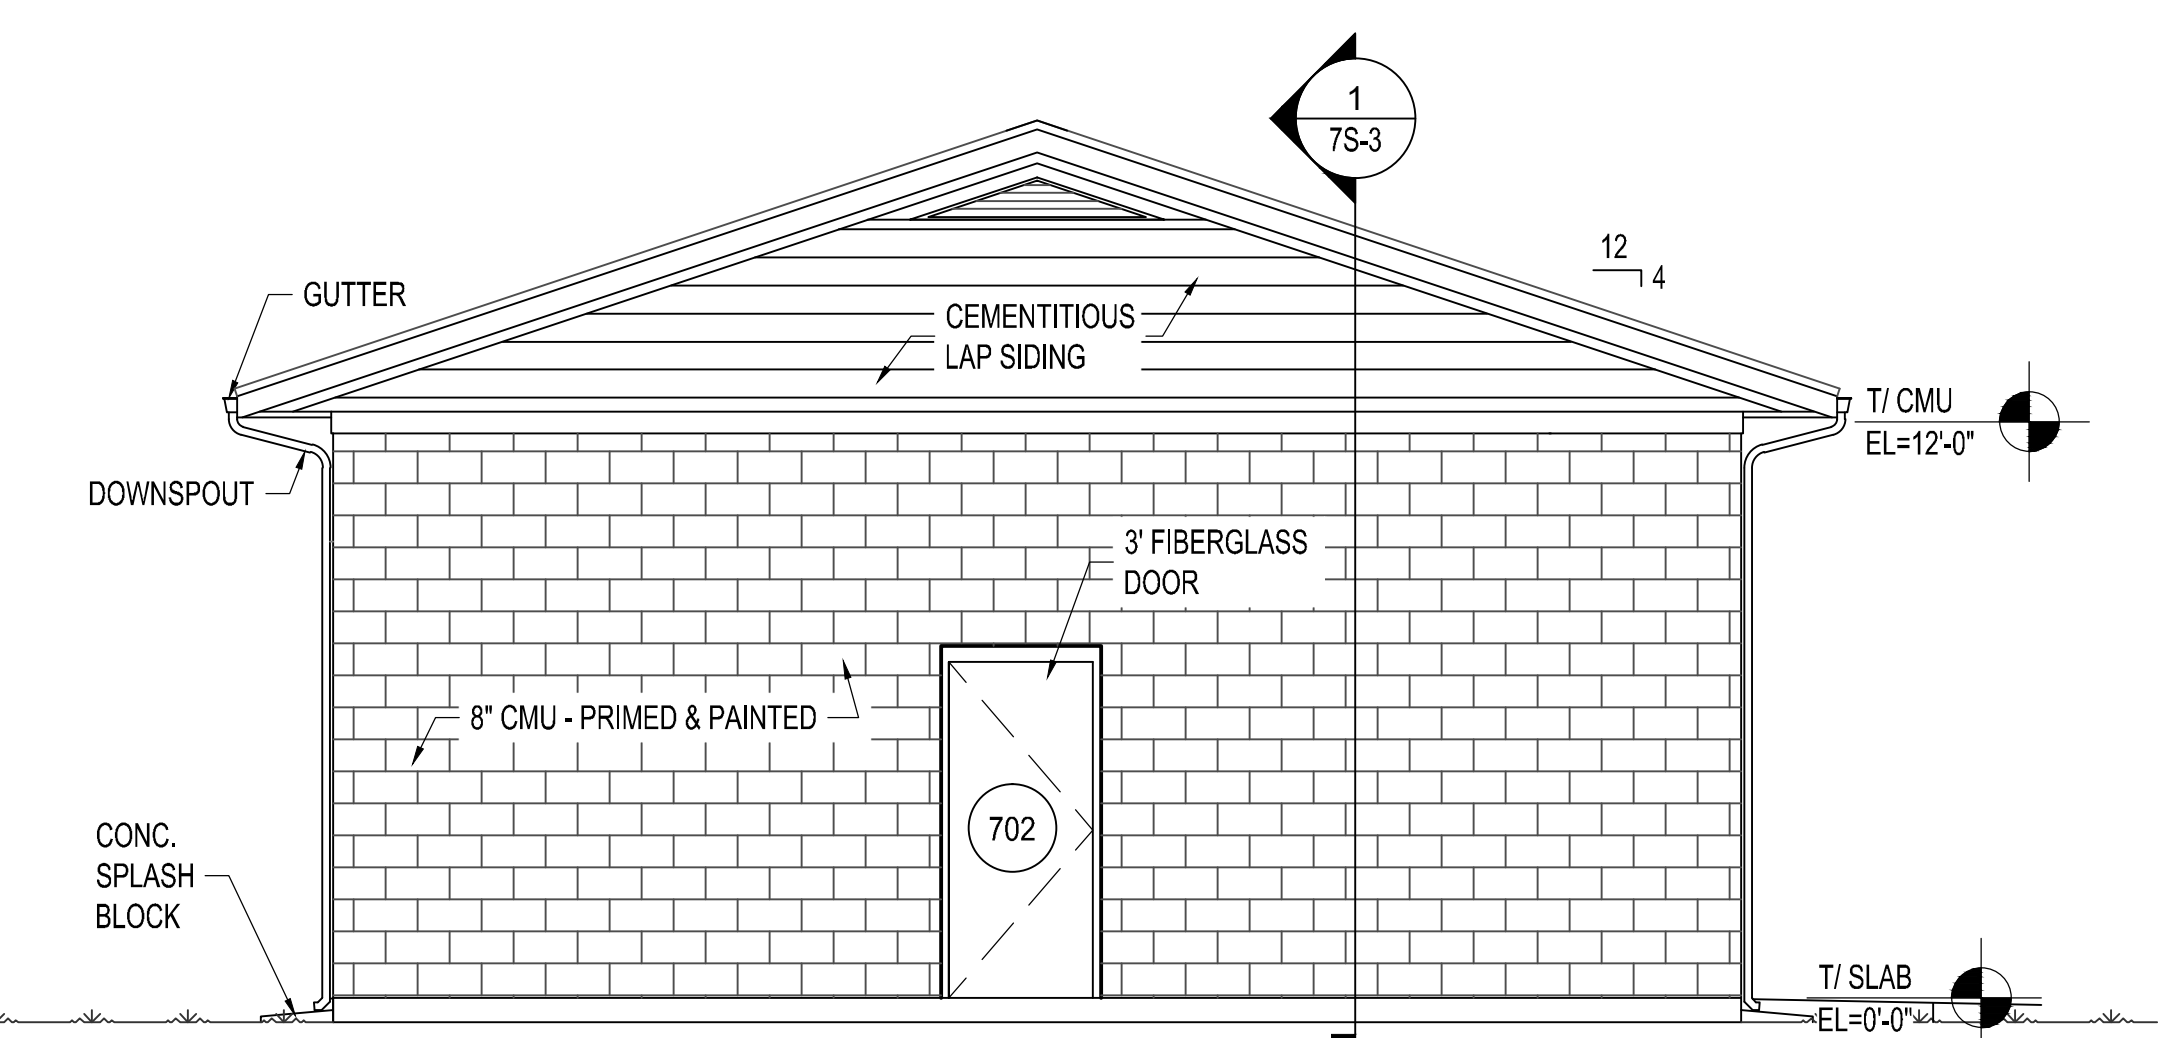 1
7S-3
12
4
GUTTER
CEMENTITIOUS
LAP SIDING
T/ CMU
EL=12'-0"
DOWNSPOUT
3' FIBERGLASS
DOOR
8" CMU - PRIMED & PAINTED
702
CONC.
SPLASH
BLOCK
T/ SLAB
EL=0'-0"